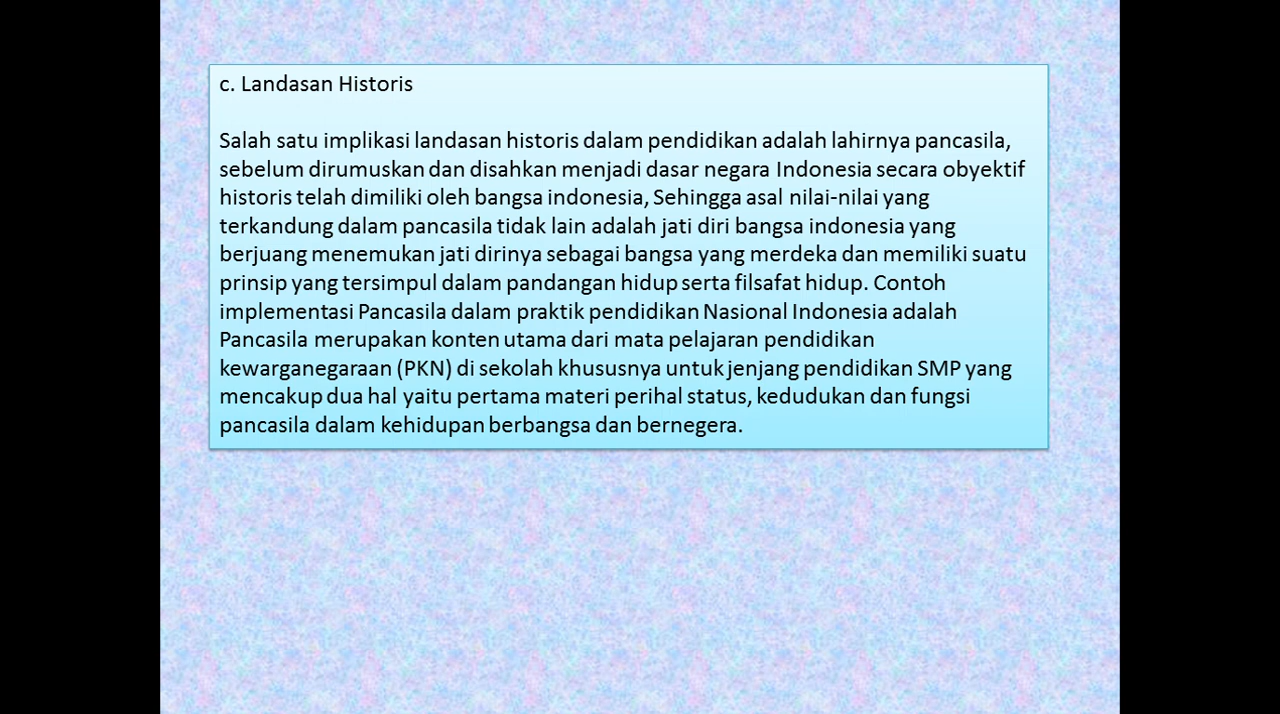 c. Landasan Historis
Salah satu implikasi landasan historis dalam pendidikan adalah lahirnya pancasila,
sebelum dirumuskan dan disahkan menjadi dasar negara Indonesia secara obyektif
historis telah dimiliki oleh bangsa indonesia, Sehingga asal nilai-nilai yang
terkandung dalam pancasila tidak lain adalah jati diri bangsa indonesia yang
berjuang menemukan jati dirinya sebagai bangsa yang merdeka dan memiliki suatu
prinsip yang tersimpul dalam pandangan hidup serta filsafat hidup. Contoh
implementasi Pancasila dalam praktik pendidikan Nasional Indonesia adalah
Pancasila merupakan konten utama dari mata pelajaran pendidikan
kewarganegaraan (PKN) di sekolah khususnya untuk jenjang pendidikan SMP yang
mencakup dua hal yaitu pertama materi perihal status, kedudukan dan fungsi
pancasila dalam kehidupan berbangsa dan bernegera.